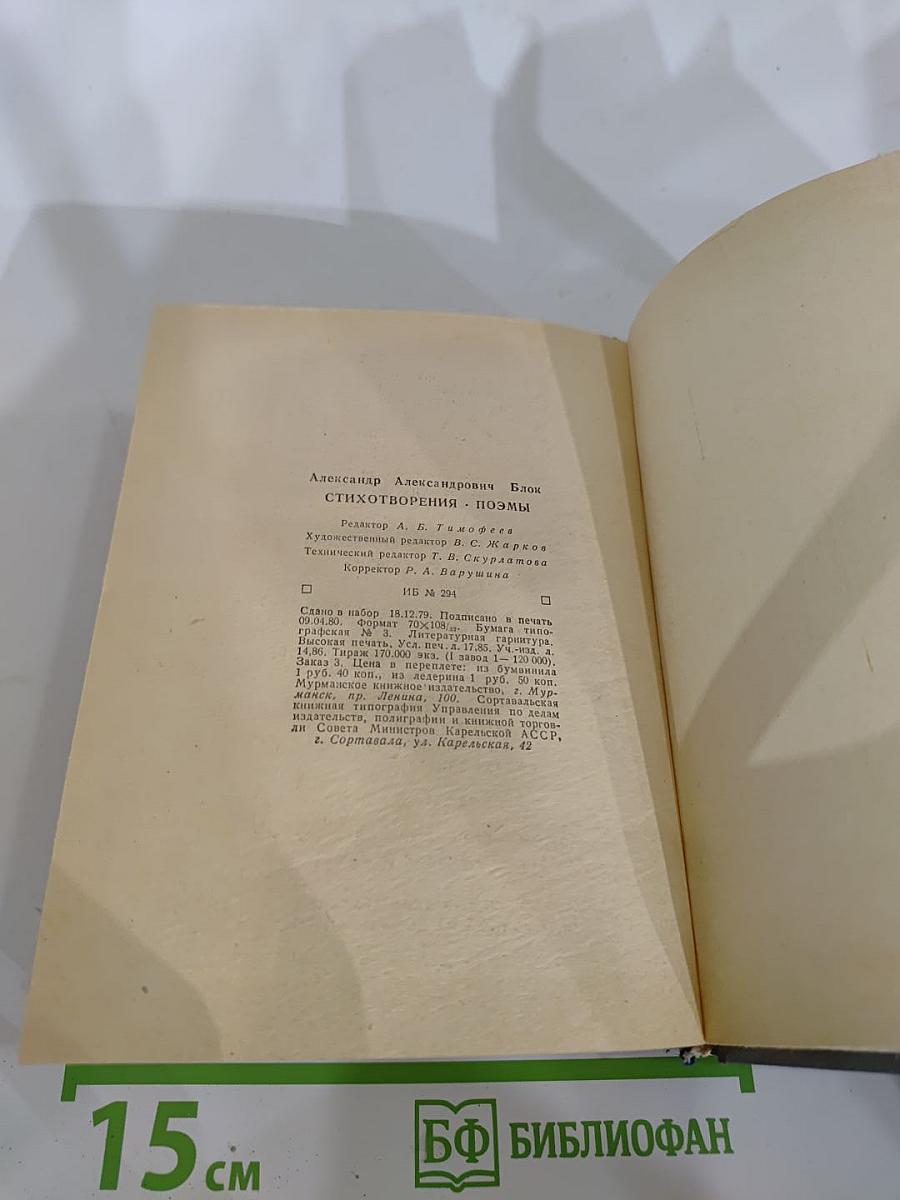 Александр Александрович Блок
СТИХОТВОРЕНИЯ · ПОЭМЫ
Редактор А. Б. Тимофеев
Художественный редактор В. С. Жарков
Технический редактор Т. В. Скурлатова
Корректор Р. А. Варушина
ИБ № 294
Сдано в набор 18.12.79. Подписано в печать
09.04.80. Формат 70×108/32. Бумага типо-
графская № 3. Литературная гарнитура.
Высокая печать. Усл. печ. л. 17,85. Уч.-изд. л.
14,86. Тираж 170.000 экз. (I завод 1—120 000).
Заказ 3. Цена в переплете: из бумвинила
1 руб. 40 коп., из ледерина 1 руб. 50 коп.
Мурманское книжное издательство, г. Мур-
манск, пр. Ленина, 100. Сортавальская
книжная типография Управления по делам
издательств, полиграфии и книжной торгов-
ли Совета Министров Карельской АССР,
г. Сортавала, ул. Карельская, 42
15 см
БФ БИБЛИОФАН